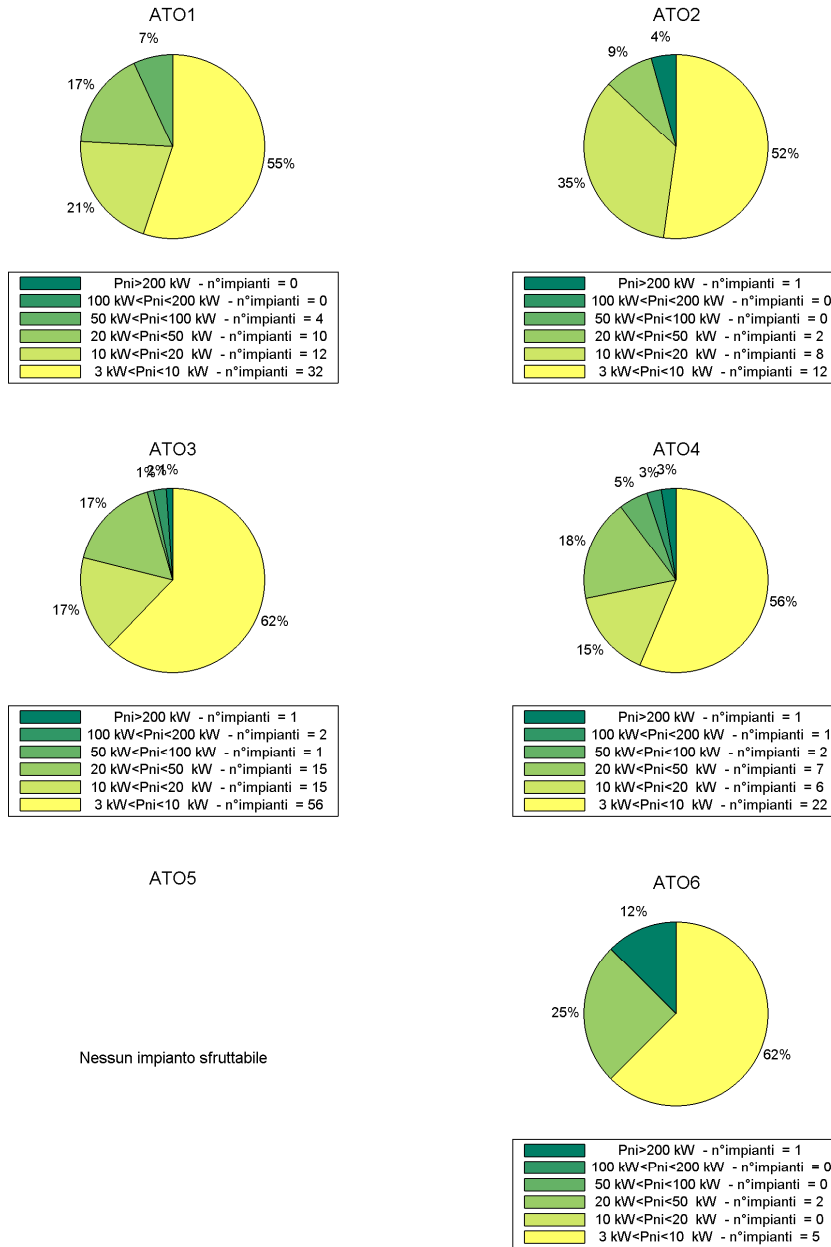 ATO1
7%
17%
21%
55%
Pni>200 kW - n°impianti = 0
100 kW<Pni<200 kW - n°impianti = 0
50 kW<Pni<100 kW - n°impianti = 4
20 kW<Pni<50 kW - n°impianti = 10
10 kW<Pni<20 kW - n°impianti = 12
3 kW<Pni<10 kW - n°impianti = 32
ATO2
4%
9%
35%
52%
Pni>200 kW - n°impianti = 1
100 kW<Pni<200 kW - n°impianti = 0
50 kW<Pni<100 kW - n°impianti = 0
20 kW<Pni<50 kW - n°impianti = 2
10 kW<Pni<20 kW - n°impianti = 8
3 kW<Pni<10 kW - n°impianti = 12
ATO3
1%
2%
1%
17%
17%
62%
Pni>200 kW - n°impianti = 1
100 kW<Pni<200 kW - n°impianti = 2
50 kW<Pni<100 kW - n°impianti = 1
20 kW<Pni<50 kW - n°impianti = 15
10 kW<Pni<20 kW - n°impianti = 15
3 kW<Pni<10 kW - n°impianti = 56
ATO4
5%
3%
3%
18%
15%
56%
Pni>200 kW - n°impianti = 1
100 kW<Pni<200 kW - n°impianti = 1
50 kW<Pni<100 kW - n°impianti = 2
20 kW<Pni<50 kW - n°impianti = 7
10 kW<Pni<20 kW - n°impianti = 6
3 kW<Pni<10 kW - n°impianti = 22
ATO5
Nessun impianto sfruttabile
ATO6
12%
25%
62%
Pni>200 kW - n°impianti = 1
100 kW<Pni<200 kW - n°impianti = 0
50 kW<Pni<100 kW - n°impianti = 0
20 kW<Pni<50 kW - n°impianti = 2
10 kW<Pni<20 kW - n°impianti = 0
3 kW<Pni<10 kW - n°impianti = 5